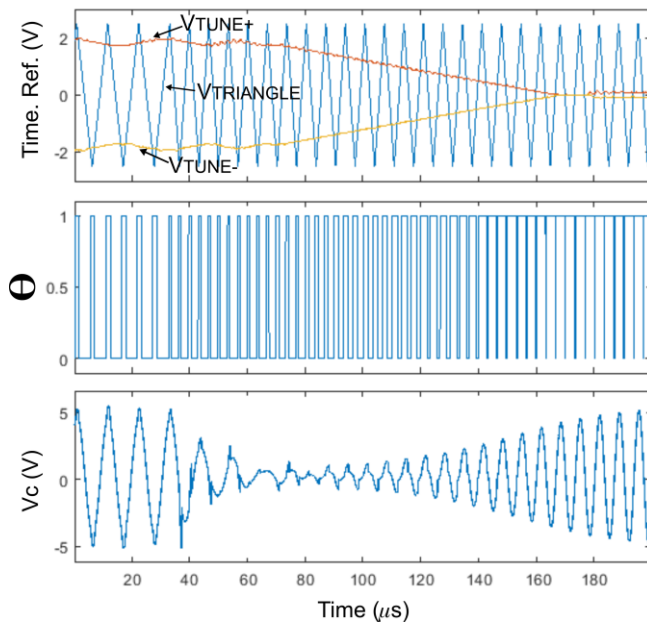 VTUNE+
VTRIANGLE
VTUNE-
Time. Ref. (V)
2
0
-2
Θ
1
0.5
0
Vc (V)
5
0
-5
20 40 60 80 100 120 140 160 180
Time (μs)